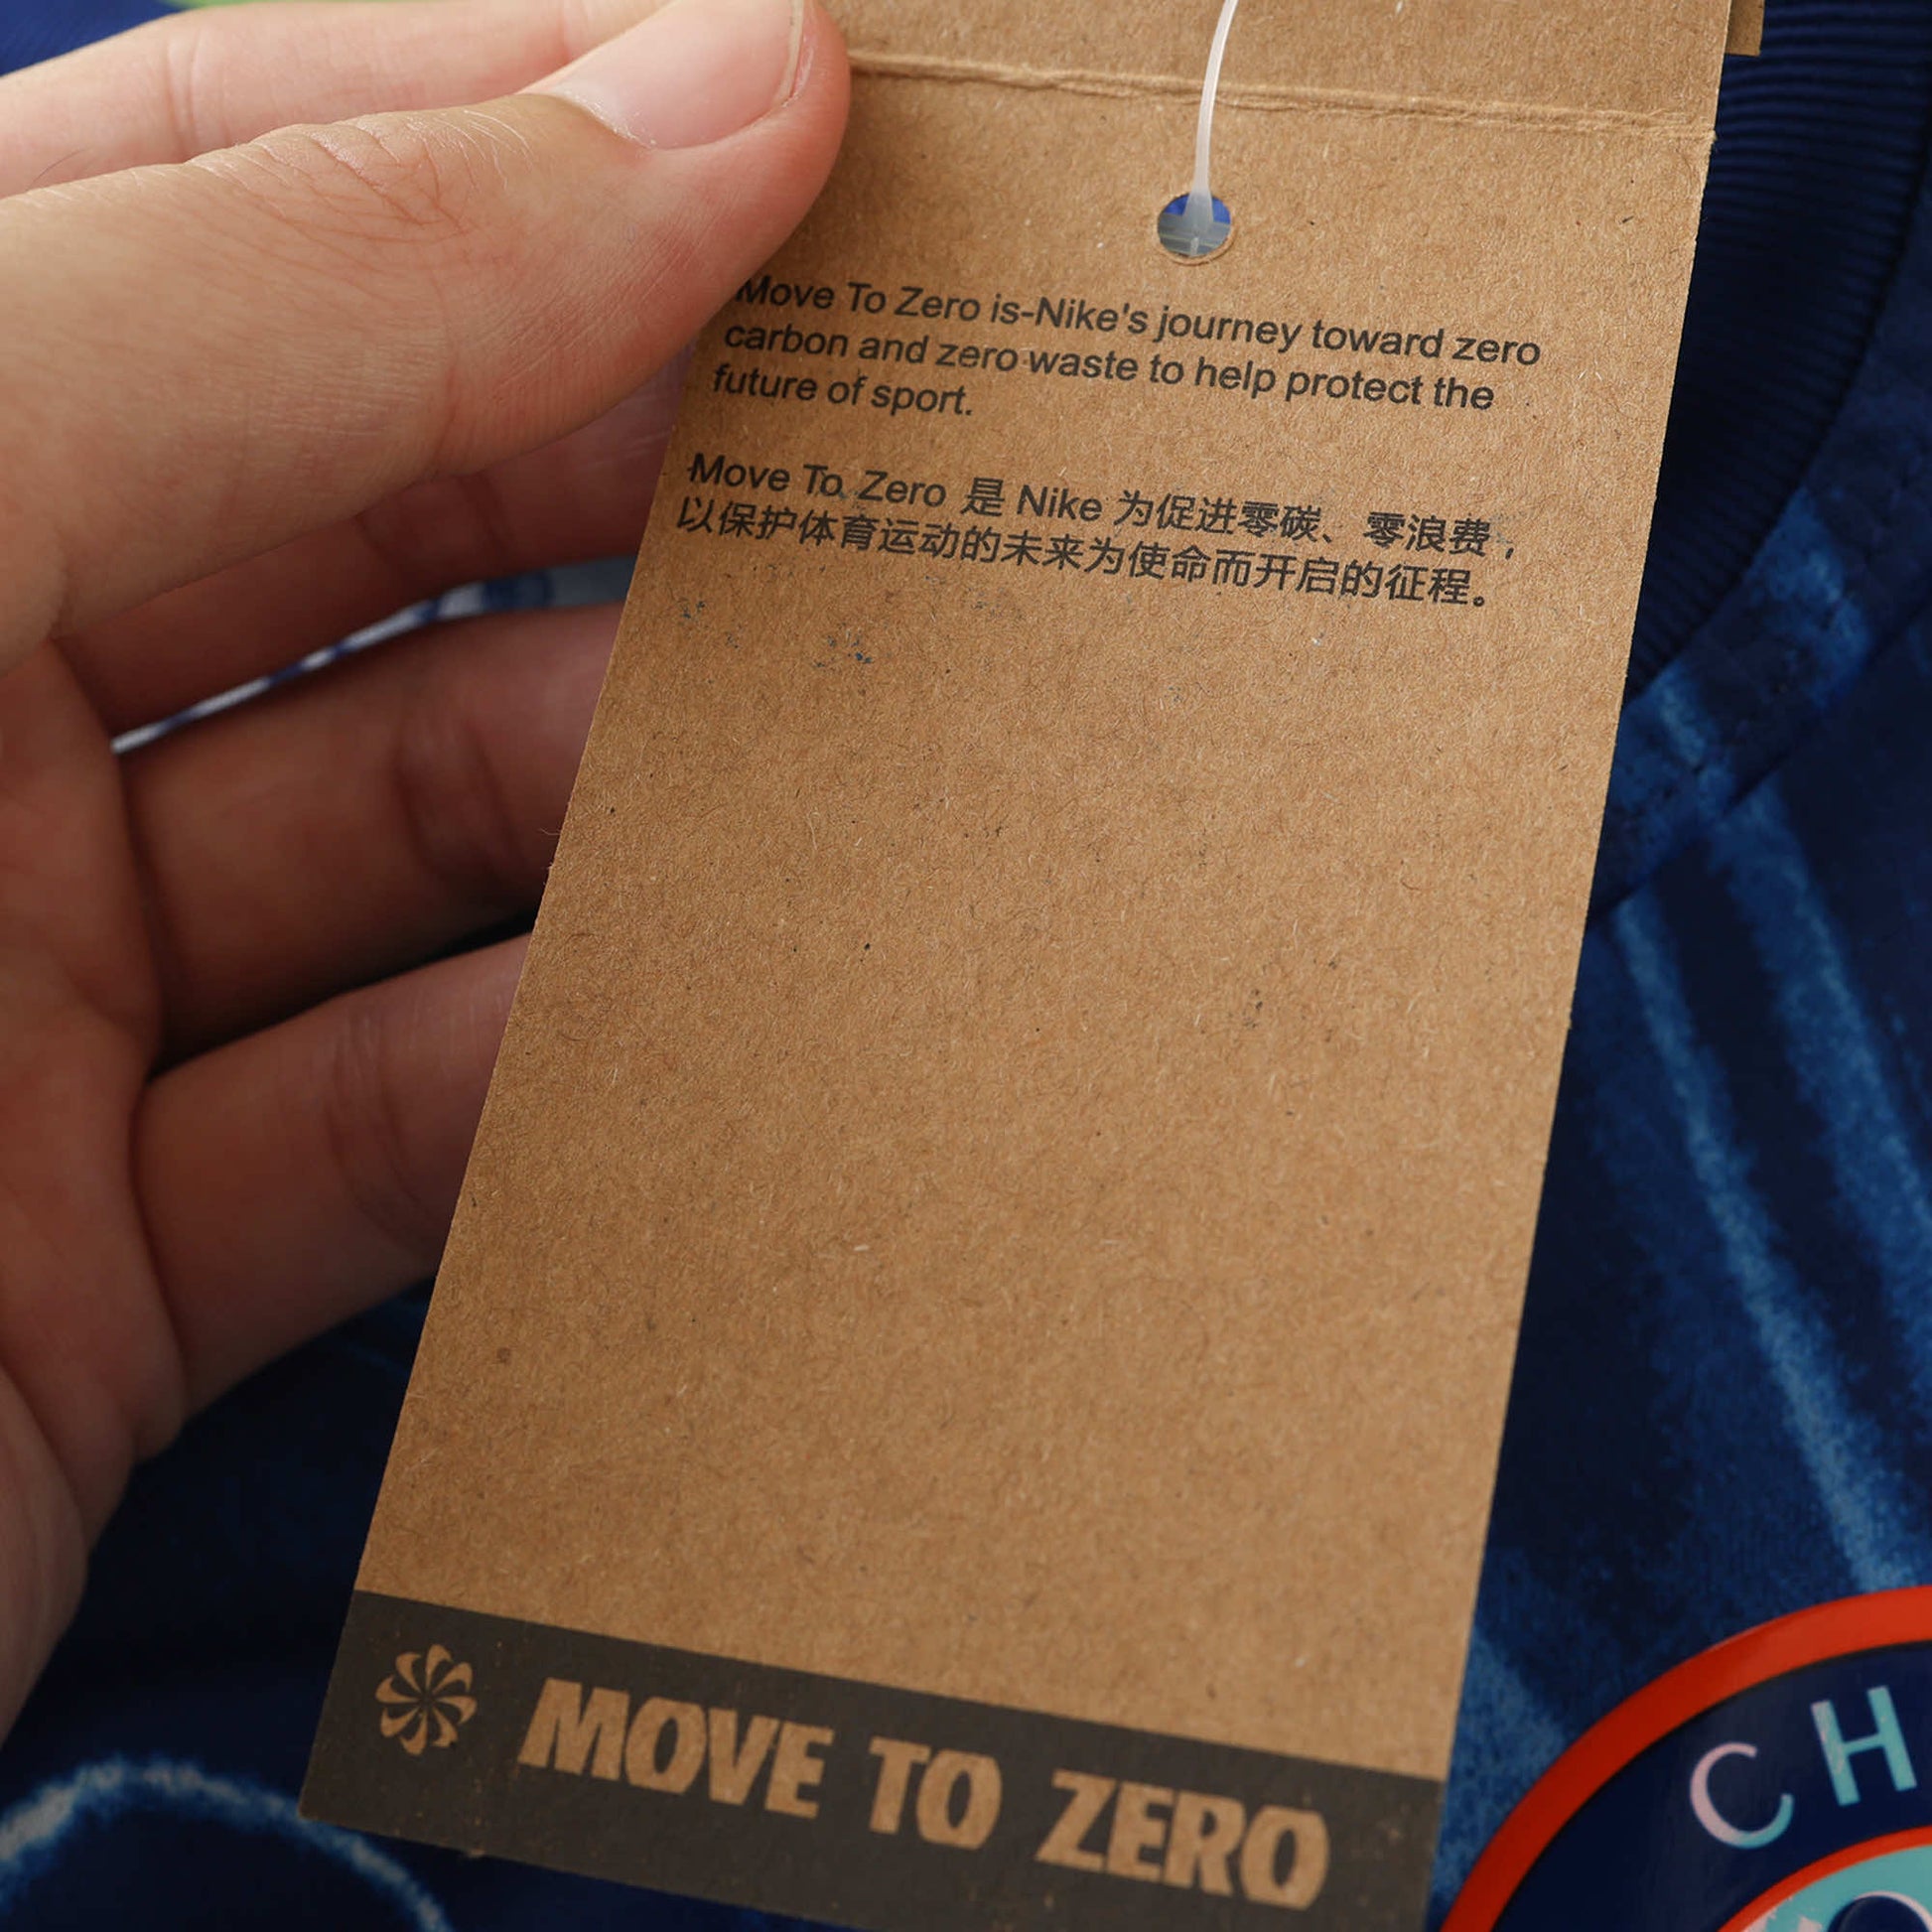 Move To Zero is-Nike's journey toward zero
carbon and zero waste to help protect the
future of sport.
Move To Zero 是 Nike 为促进零碳、零浪费，
以保护体育运动的未来为使命而开启的征程。
MOVE TO ZERO
CH